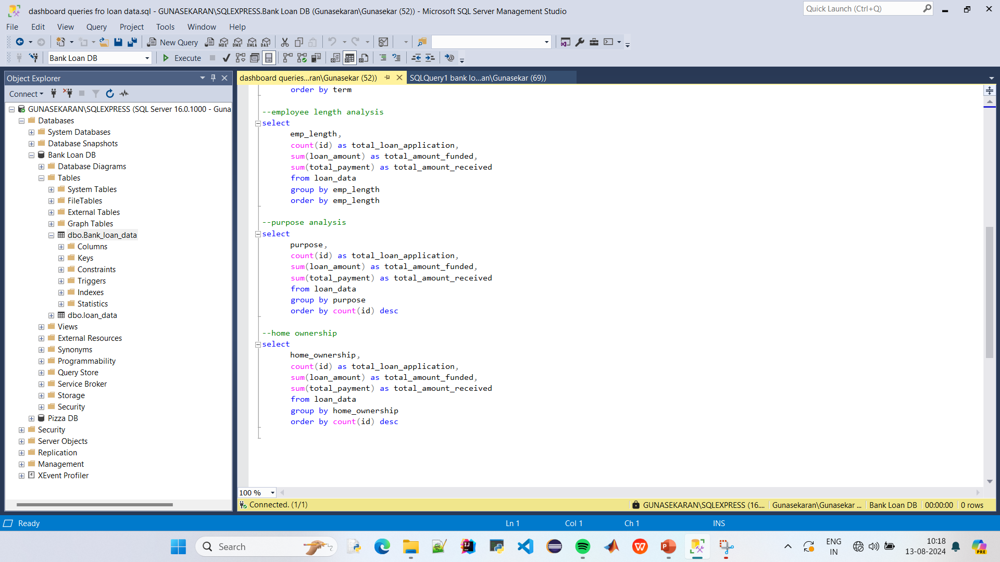 dashboard queries fro loan data.sql - GUNASEKARAN\SQLEXPRESS.Bank Loan DB (Gunasekaran\Gunasekar (52)) - Microsoft SQL Server Management Studio
Quick Launch (Ctrl+Q)
File Edit View Query Project Tools Window Help
New Query
MDX DMX XMLA DAX
Bank Loan DB
Execute
Object Explorer
dashboard queries...ran\Gunasekar (52))
SQLQuery1 bank lo...an\Gunasekar (69))
Connect
GUNASEKARAN\SQLEXPRESS (SQL Server 16.0.1000 - Guna
Databases
System Databases
Database Snapshots
Bank Loan DB
Database Diagrams
Tables
System Tables
FileTables
External Tables
Graph Tables
dbo.Bank_loan_data
Columns
Keys
Constraints
Triggers
Indexes
Statistics
dbo.loan_data
Views
External Resources
Synonyms
Programmability
Query Store
Service Broker
Storage
Security
Pizza DB
Security
Server Objects
Replication
Management
XEvent Profiler
order by term
--employee length analysis
select
emp_length,
count(id) as total_loan_application,
sum(loan_amount) as total_amount_funded,
sum(total_payment) as total_amount_received
from loan_data
group by emp_length
order by emp_length
--purpose analysis
select
purpose,
count(id) as total_loan_application,
sum(loan_amount) as total_amount_funded,
sum(total_payment) as total_amount_received
from loan_data
group by purpose
order by count(id) desc
--home ownership
select
home_ownership,
count(id) as total_loan_application,
sum(loan_amount) as total_amount_funded,
sum(total_payment) as total_amount_received
from loan_data
group by home_ownership
order by count(id) desc
100 %
Connected. (1/1)
GUNASEKARAN\SQLEXPRESS (16.... Gunasekaran\Gunasekar ... Bank Loan DB 00:00:00 0 rows
Ready
Ln 1 Col 1 Ch 1 INS
Search
ENG
IN
10:18
13-08-2024
PRE